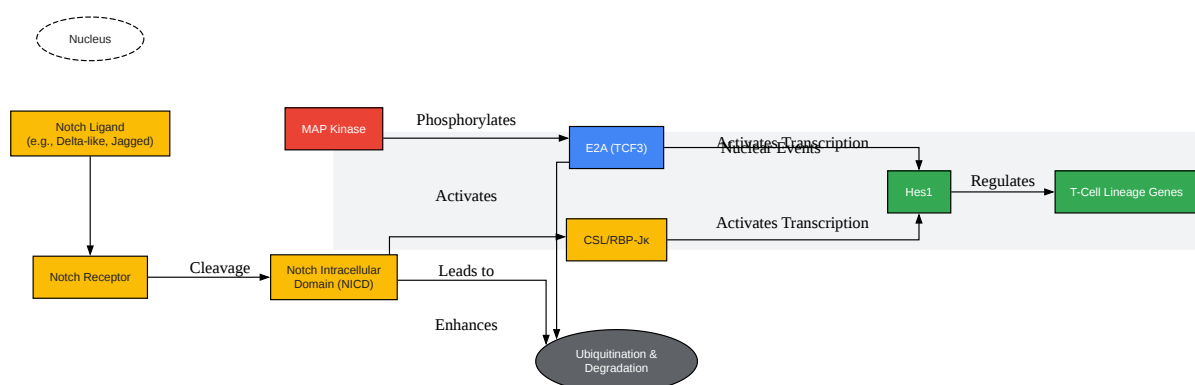 Nucleus
Notch Ligand
(e.g., Delta-like, Jagged)
MAP Kinase
Phosphorylates
E2A (TCF3)
Activates Transcription
Nuclear Events
Activates
Hes1
Regulates
T-Cell Lineage Genes
Activates Transcription
CSL/RBP-Jκ
Notch Receptor
Cleavage
Notch Intracellular
Domain (NICD)
Leads to
Enhances
Ubiquitination &
Degradation